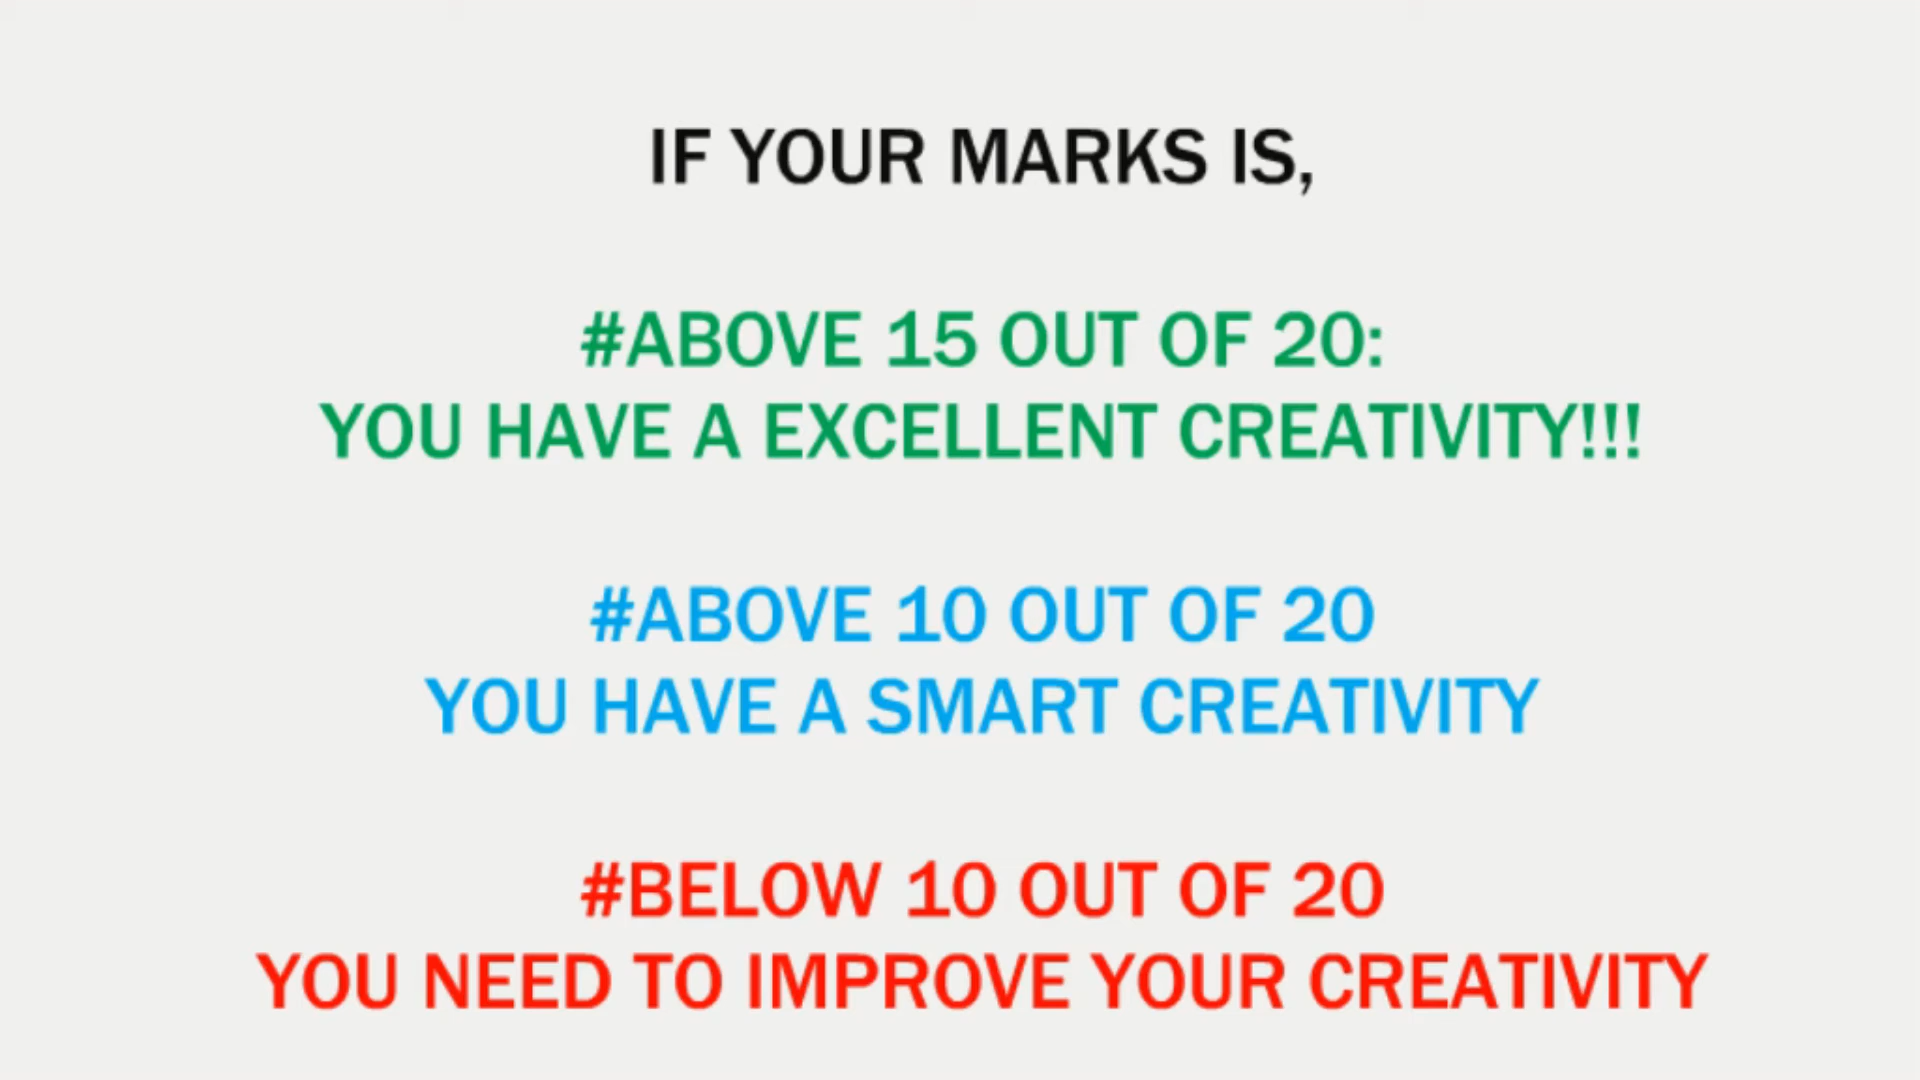 IF YOUR MARKS IS,
#ABOVE 15 OUT OF 20:
YOU HAVE A EXCELLENT CREATIVITY!!!
#ABOVE 10 OUT OF 20
YOU HAVE A SMART CREATIVITY
#BELOW 10 OUT OF 20
YOU NEED TO IMPROVE YOUR CREATIVITY